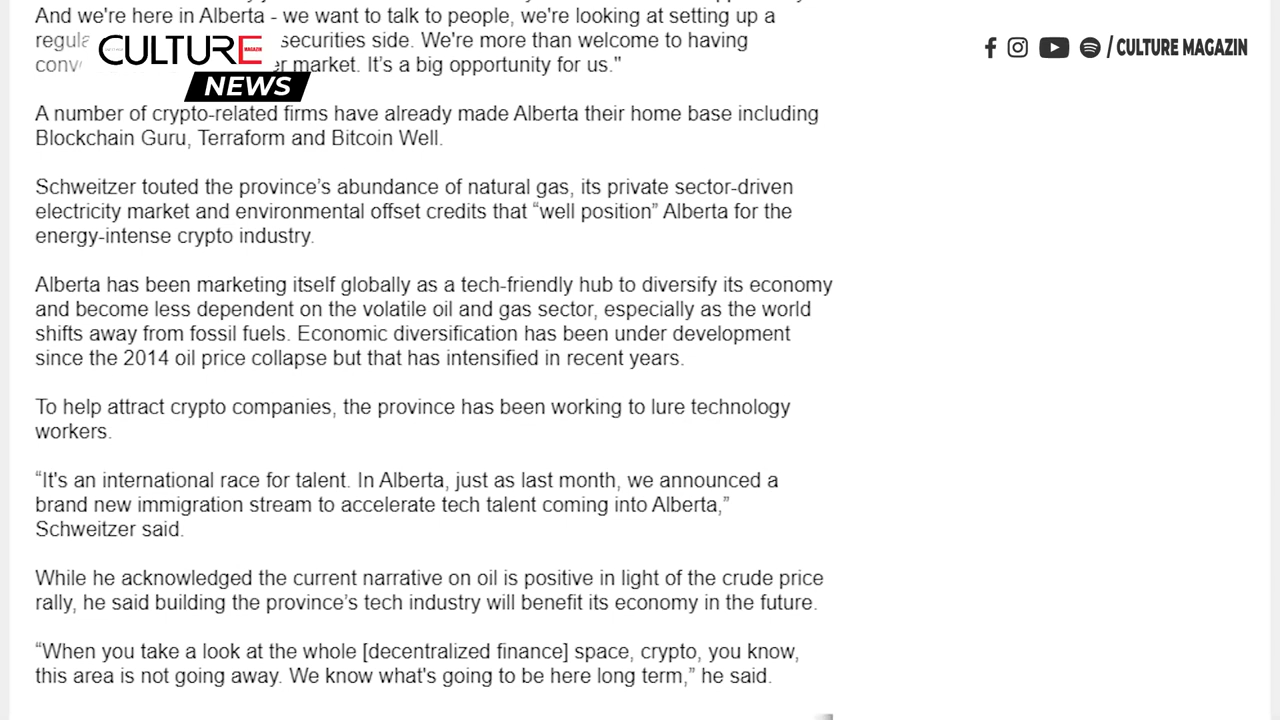 And we're here in Alberta - we want to talk to people, we're looking at setting up a
securities side. We're more than welcome to having
market. It's a big opportunity for us."
CULTURE
MAGAZIN
NEWS
/ CULTURE MAGAZIN
A number of crypto-related firms have already made Alberta their home base including
Blockchain Guru, Terraform and Bitcoin Well.
Schweitzer touted the province's abundance of natural gas, its private sector-driven
electricity market and environmental offset credits that “well position” Alberta for the
energy-intense crypto industry.
Alberta has been marketing itself globally as a tech-friendly hub to diversify its economy
and become less dependent on the volatile oil and gas sector, especially as the world
shifts away from fossil fuels. Economic diversification has been under development
since the 2014 oil price collapse but that has intensified in recent years.
To help attract crypto companies, the province has been working to lure technology
workers.
“It's an international race for talent. In Alberta, just as last month, we announced a
brand new immigration stream to accelerate tech talent coming into Alberta,”
Schweitzer said.
While he acknowledged the current narrative on oil is positive in light of the crude price
rally, he said building the province's tech industry will benefit its economy in the future.
“When you take a look at the whole [decentralized finance] space, crypto, you know,
this area is not going away. We know what's going to be here long term,” he said.